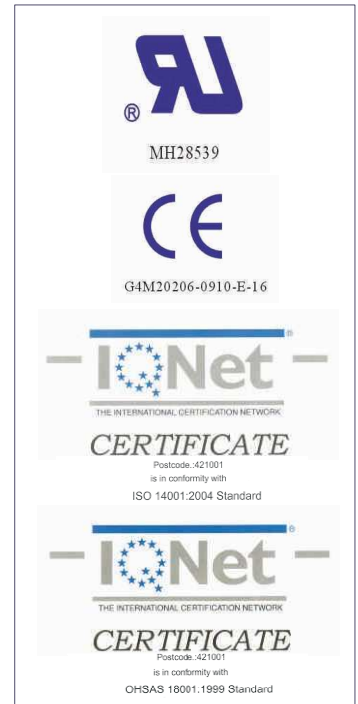 ®
MH28539
CE
G4M20206-0910-E-16
®
IQNet
THE INTERNATIONAL CERTIFICATION NETWORK
CERTIFICATE
Postcode.:421001
is in conformity with
ISO 14001:2004 Standard
®
IQNet
THE INTERNATIONAL CERTIFICATION NETWORK
CERTIFICATE
Postcode.:421001
is in conformity with
OHSAS 18001.1999 Standard